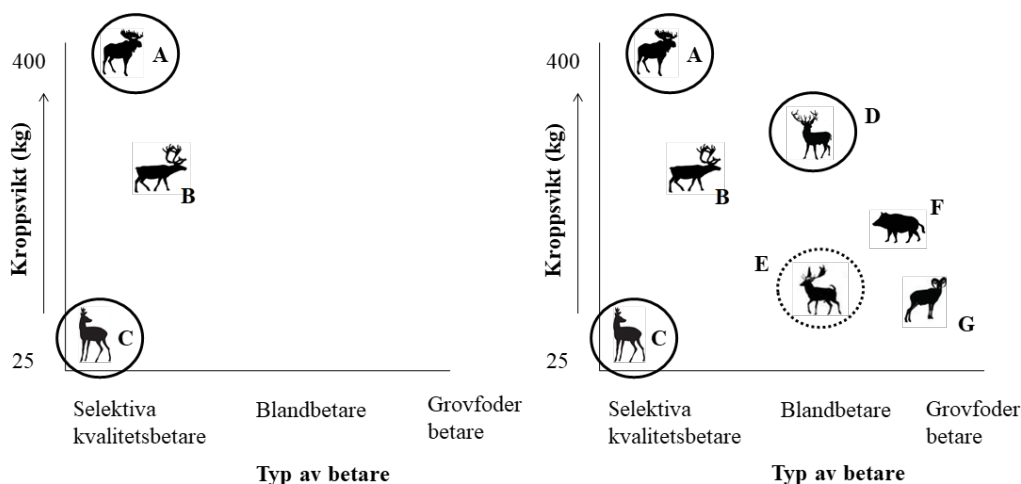 400
A
B
C
25
Kroppsvikt (kg)
Selektiva
kvalitetsbetare
Blandbetare
Grovfoder
betare
Typ av betare
400
A
D
B
F
E
G
C
25
Kroppsvikt (kg)
Selektiva
kvalitetsbetare
Blandbetare
Grovfoder
betare
Typ av betare